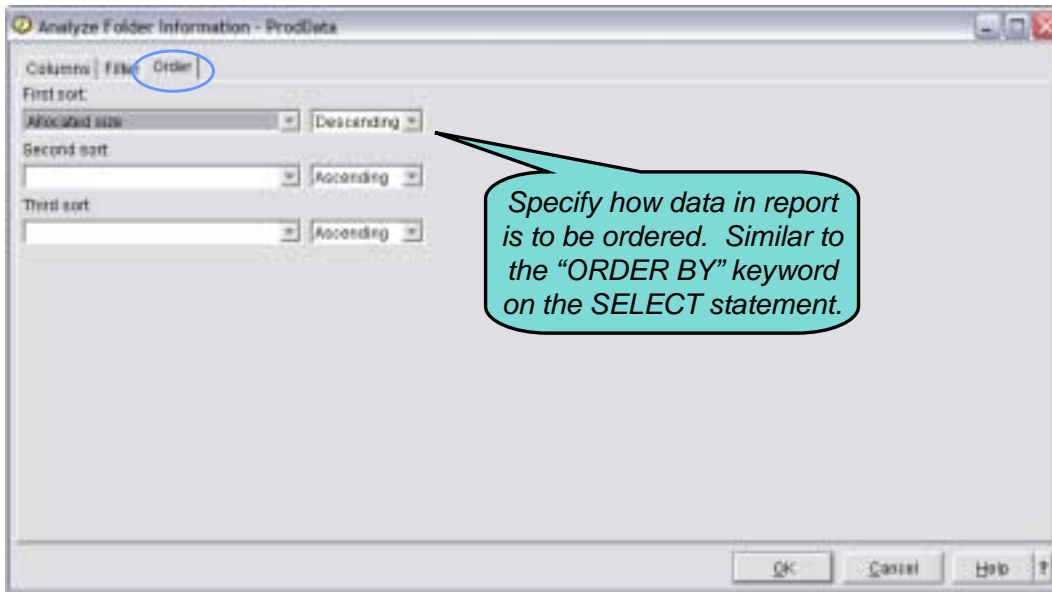 Analyze Folder Information - ProdData
Columns Filter Order
First sort:
Allocated size Descending
Second sort
Ascending
Third sort
Ascending
Specify how data in report
is to be ordered. Similar to
the “ORDER BY” keyword
on the SELECT statement.
OK Cancel Help ?